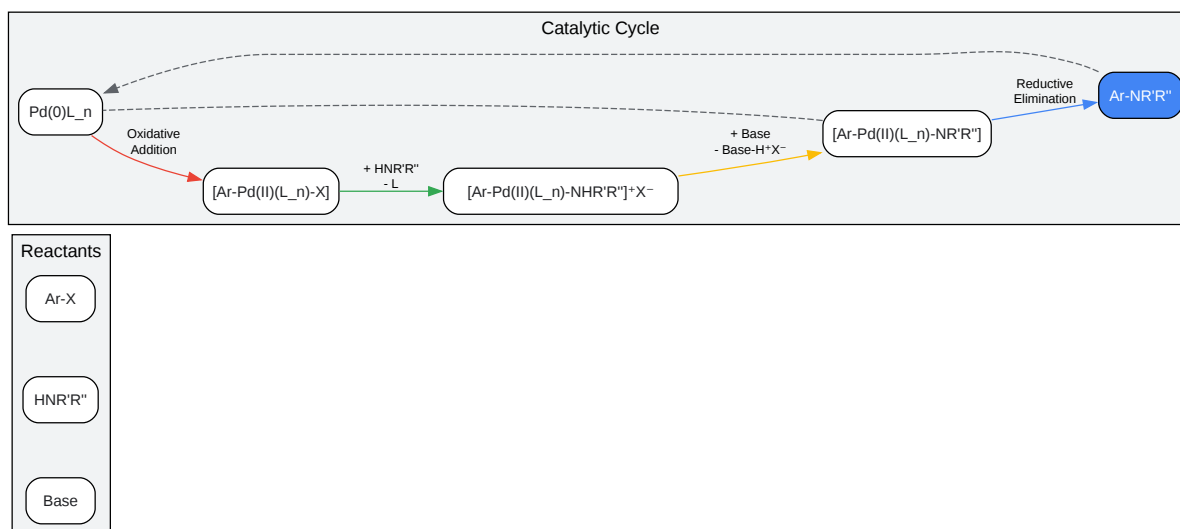 Catalytic Cycle
Pd(0)L_n
Oxidative
Addition
[Ar-Pd(II)(L_n)-X]
+ HNR'R"
- L
[Ar-Pd(II)(L_n)-NHR'R"]⁺X⁻
+ Base
- Base-H⁺X⁻
[Ar-Pd(II)(L_n)-NR'R"]
Reductive
Elimination
Ar-NR'R"
Reactants
Ar-X
HNR'R"
Base